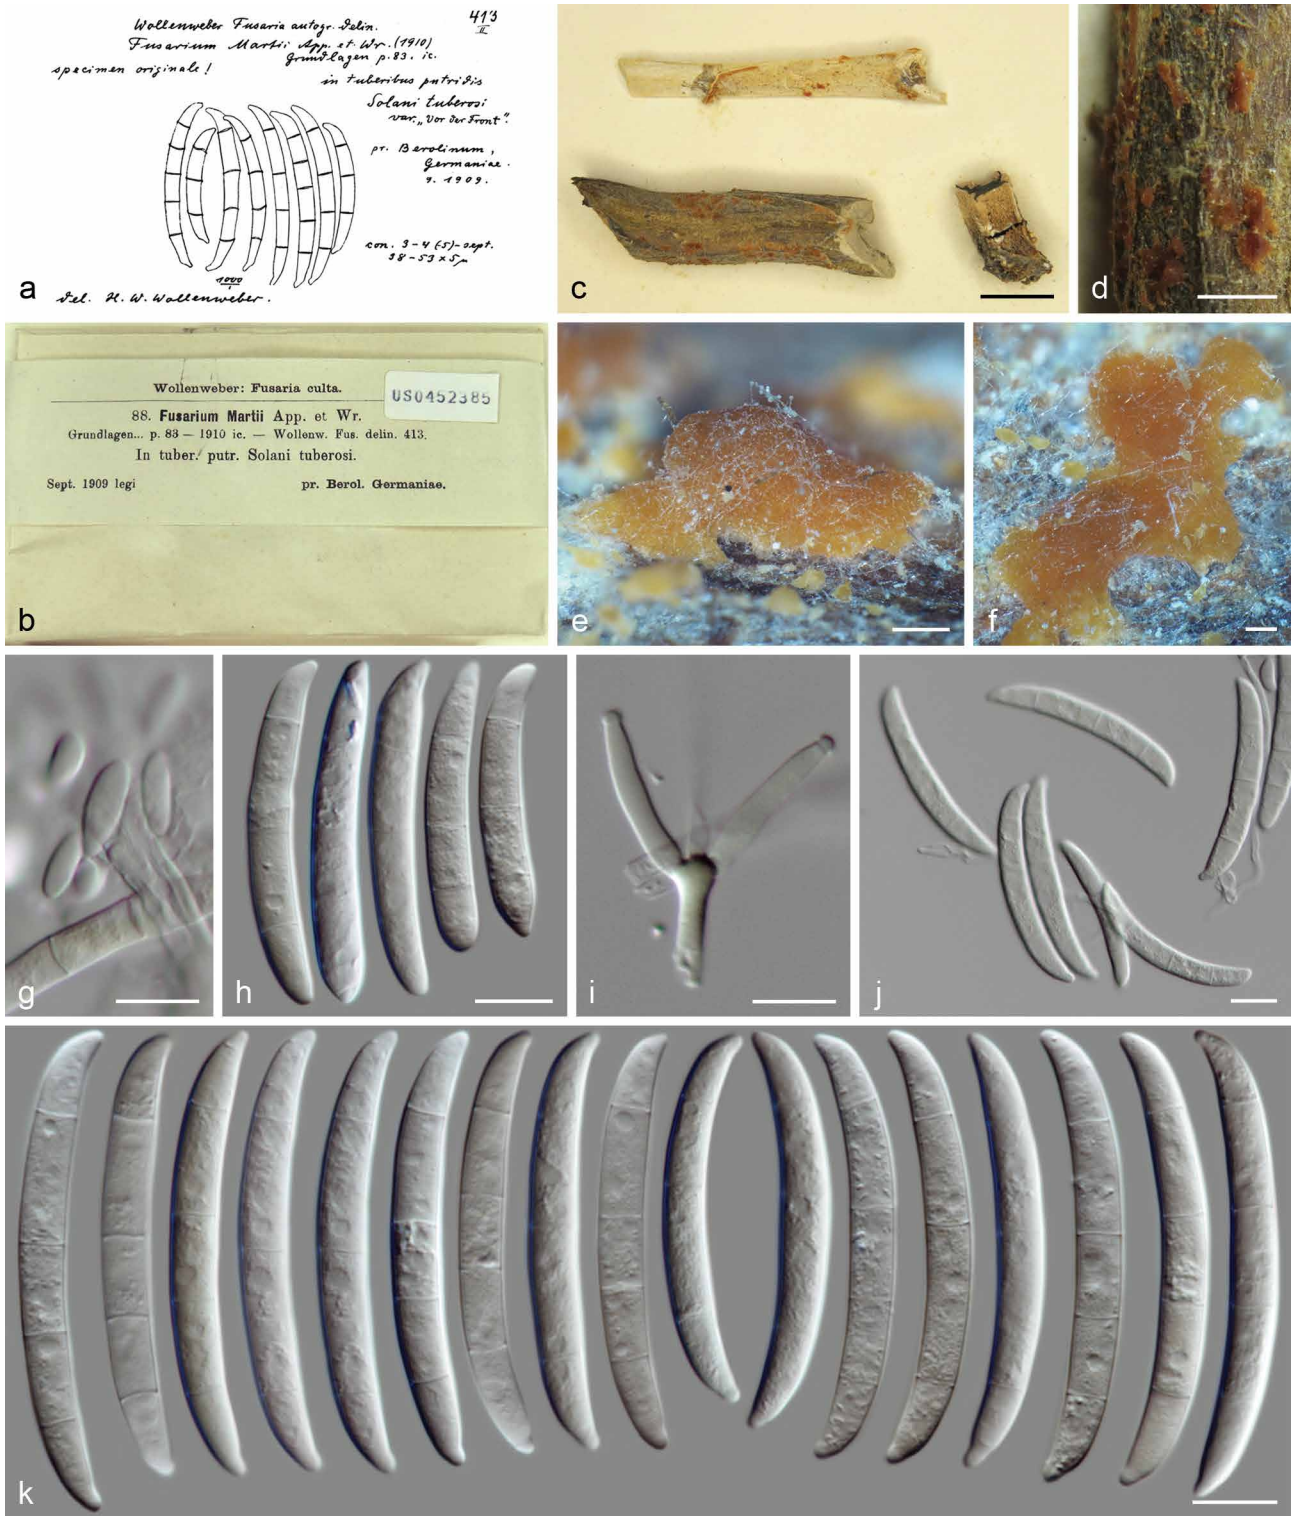 413
II
Wollenweber Fusaria autogr. delin.
Fusarium Martii App. et Wr. (1910)
Grundlagen p. 83. ic.
specimen originale!
in tuberibus putridis
Solani tuberosi
var. „Vor der Front".
pr. Berolinum,
Germaniae.
9. 1909.
con. 3-4 (-5)-sept.
38-53 x 5 µ
1000
1
del. H. W. Wollenweber.
a
Wollenweber: Fusaria culta.
US0452385
88. Fusarium Martii App. et Wr.
Grundlagen... p. 83 — 1910 ic. — Wollenw. Fus. delin. 413.
In tuber. putr. Solani tuberosi.
Sept. 1909 legi pr. Berol. Germaniae.
b
c
d
e
f
g
h
i
j
k